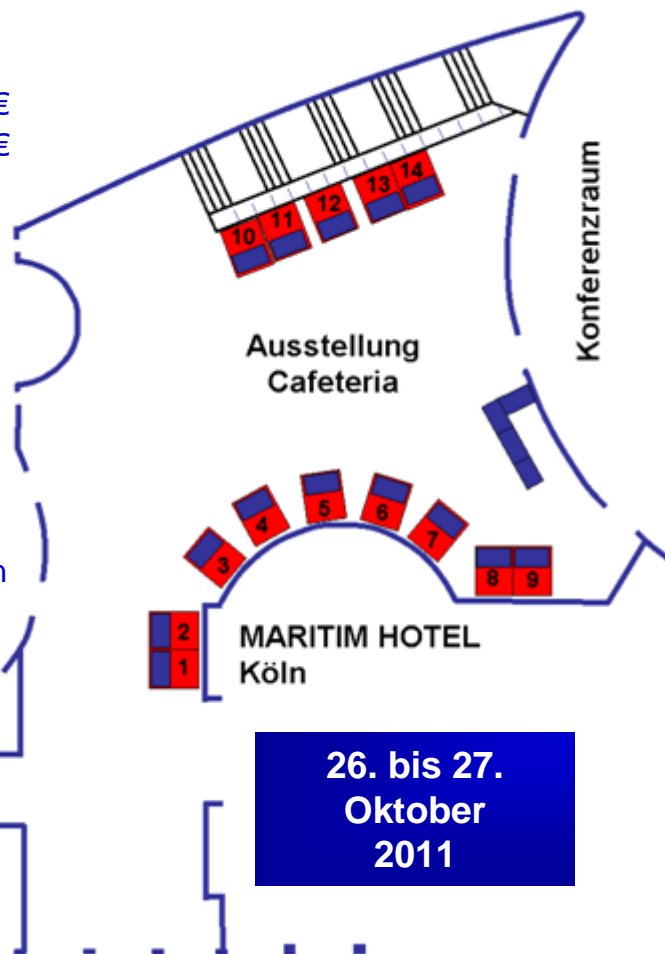 €
€
14
13
12
11
10
Konferenzraum
Ausstellung
Cafeteria
5
6
4
7
3
n
8
9
2
1
MARITIM HOTEL
Köln
26. bis 27.
Oktober
2011